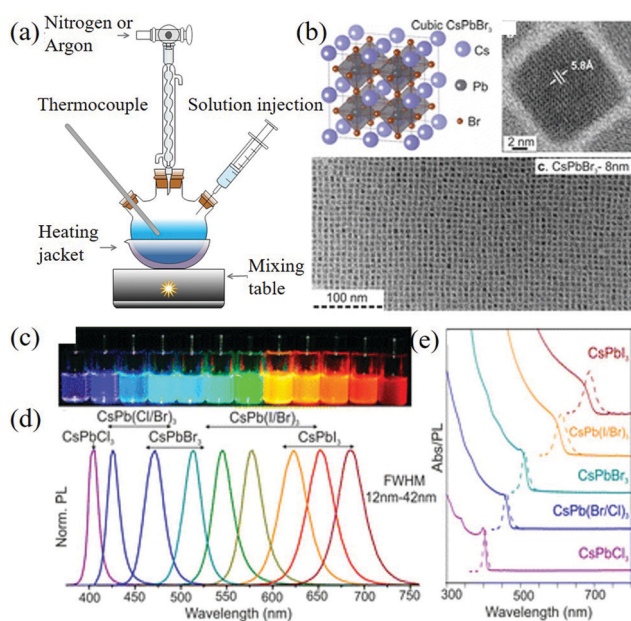 (a)
Nitrogen or
Argon
Thermocouple
Solution injection
Heating
jacket
Mixing
table
(b)
Cubic CsPbBr₃
Cs
Pb
Br
5.8Å
2 nm
c. CsPbBr₃- 8nm
100 nm
(c)
(d)
CsPb(Cl/Br)₃
CsPb(I/Br)₃
CsPbCl₃
CsPbBr₃
CsPbI₃
FWHM
12nm-42nm
Norm. PL
400 450 500 550 600 650 700 750
Wavelength (nm)
(e)
CsPbI₃
CsPb(I/Br)₃
CsPbBr₃
CsPb(Br/Cl)₃
CsPbCl₃
Abs/PL
300 500 700
Wavelength (nm)